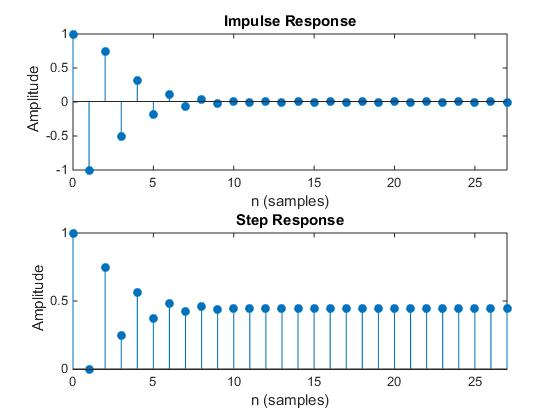 Impulse Response
1
0.5
0
-0.5
-1
Amplitude
0 5 10 15 20 25
n (samples)
Step Response
1
0.5
0
Amplitude
0 5 10 15 20 25
n (samples)